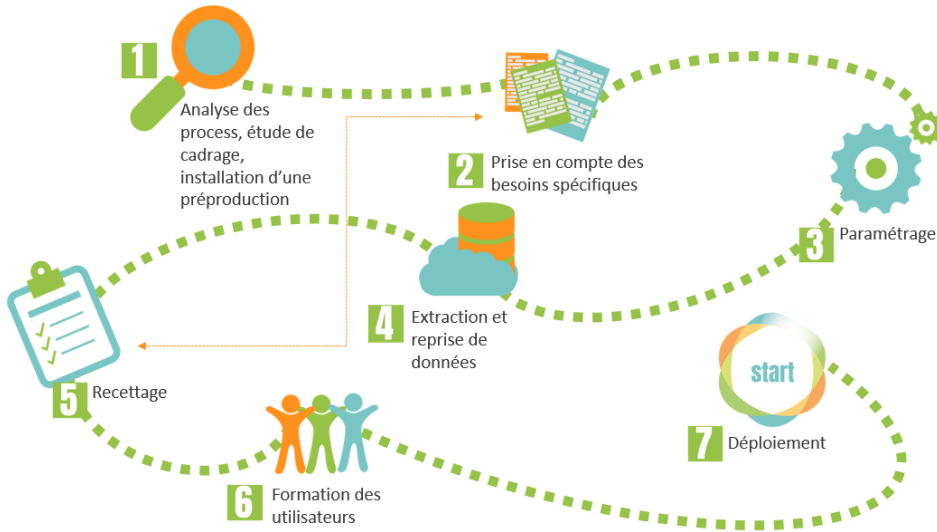 1
Analyse des
process, étude de
cadrage,
installation d’une
préproduction
2
Prise en compte des
besoins spécifiques
3
Paramétrage
4
Extraction et
reprise de
données
5
Recettage
6
Formation des
utilisateurs
start
7
Déploiement